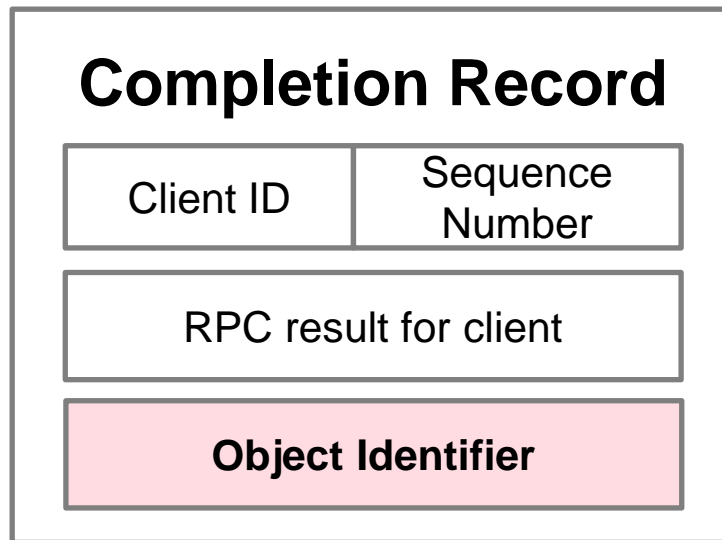 Completion Record
Client ID
Sequence
Number
RPC result for client
Object Identifier